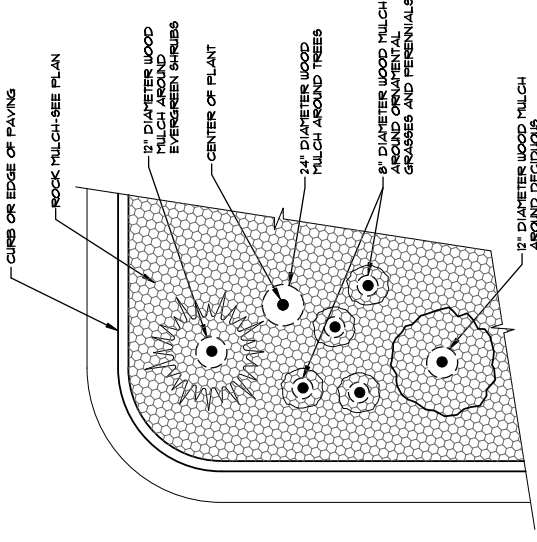 CURB OR EDGE OF PAVING
ROCK MULCH-SEE PLAN
12" DIAMETER WOOD
MULCH AROUND
EVERGREEN SHRUBS
CENTER OF PLANT
24" DIAMETER WOOD
MULCH AROUND TREES
8" DIAMETER WOOD MULCH
AROUND ORNAMENTAL
GRASSES AND PERENNIALS
12" DIAMETER WOOD MULCH
AROUND DECIDUOUS